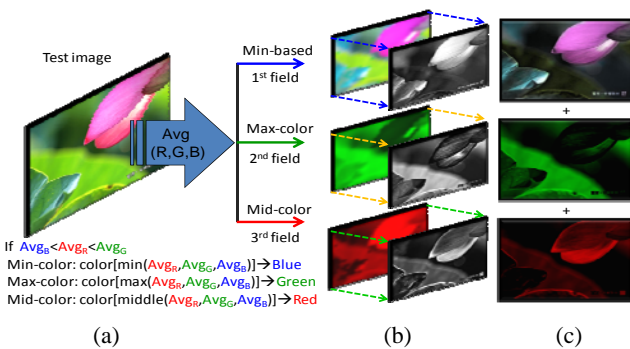 Test image
Avg
(R,G,B)
Min-based
1st field
Max-color
2nd field
Mid-color
3rd field
If AvgB<AvgR<AvgG
Min-color: color[min(AvgR,AvgG,AvgB)]→Blue
Max-color: color[max(AvgR,AvgG,AvgB)]→Green
Mid-color: color[middle(AvgR,AvgG,AvgB)]→Red
+
+
(a)
(b)
(c)